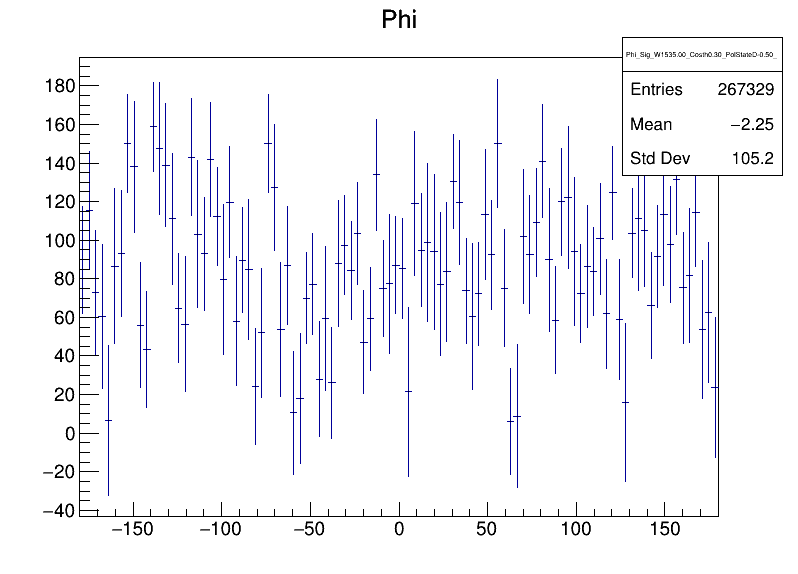 Phi
Phi_Sig_W1535.00_Costh0.30_PolStateD-0.50_
Entries 267329
Mean −2.25
Std Dev 105.2
180
160
140
120
100
80
60
40
20
0
−20
−40
−150 −100 −50 0 50 100 150